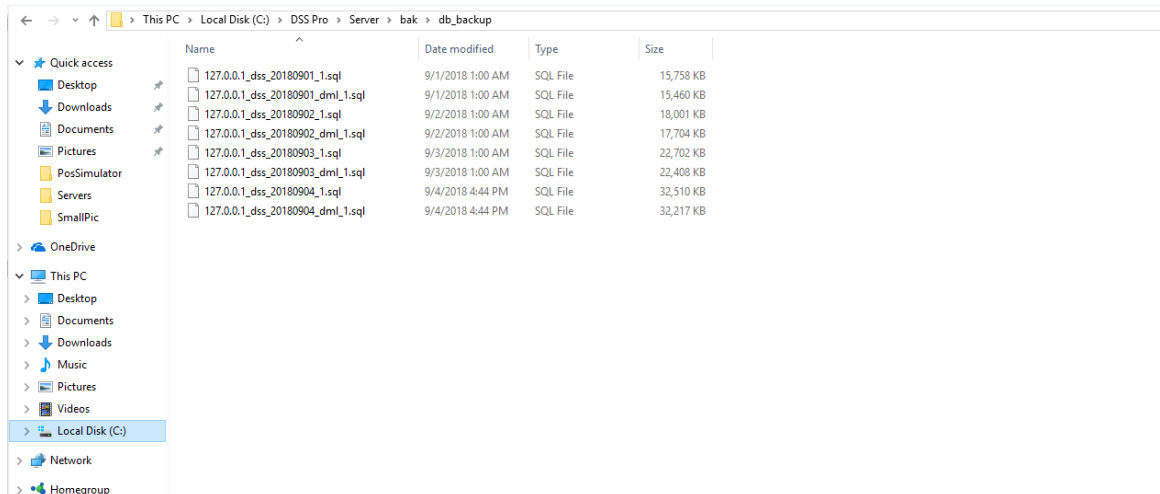 This PC > Local Disk (C:) > DSS Pro > Server > bak > db_backup
Name Date modified Type Size
Quick access
Desktop
Downloads
Documents
Pictures
PosSimulator
Servers
SmallPic
OneDrive
This PC
Desktop
Documents
Downloads
Music
Pictures
Videos
Local Disk (C:)
Network
Homegroup
127.0.0.1_dss_20180901_1.sql 9/1/2018 1:00 AM SQL File 15,758 KB
127.0.0.1_dss_20180901_dml_1.sql 9/1/2018 1:00 AM SQL File 15,460 KB
127.0.0.1_dss_20180902_1.sql 9/2/2018 1:00 AM SQL File 18,001 KB
127.0.0.1_dss_20180902_dml_1.sql 9/2/2018 1:00 AM SQL File 17,704 KB
127.0.0.1_dss_20180903_1.sql 9/3/2018 1:00 AM SQL File 22,702 KB
127.0.0.1_dss_20180903_dml_1.sql 9/3/2018 1:00 AM SQL File 22,408 KB
127.0.0.1_dss_20180904_1.sql 9/4/2018 4:44 PM SQL File 32,510 KB
127.0.0.1_dss_20180904_dml_1.sql 9/4/2018 4:44 PM SQL File 32,217 KB